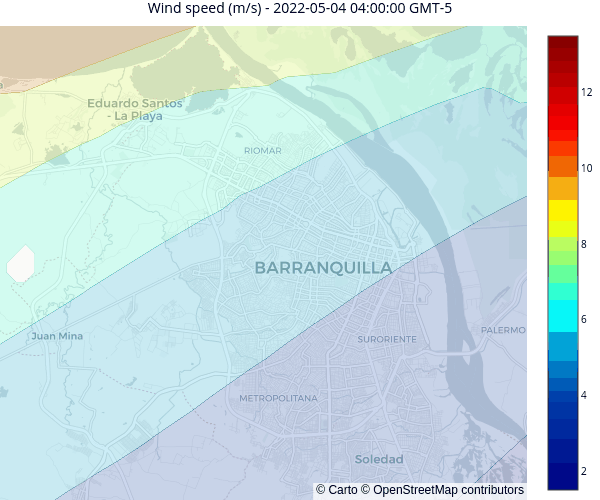 Wind speed (m/s) - 2022-05-04 04:00:00 GMT-5
Eduardo Santos
- La Playa
RIOMAR
BARRANQUILLA
Juan Mina
SURORIENTE
PALERMO
METROPOLITANA
Soledad
© Carto © OpenStreetMap contributors
12
10
8
6
4
2